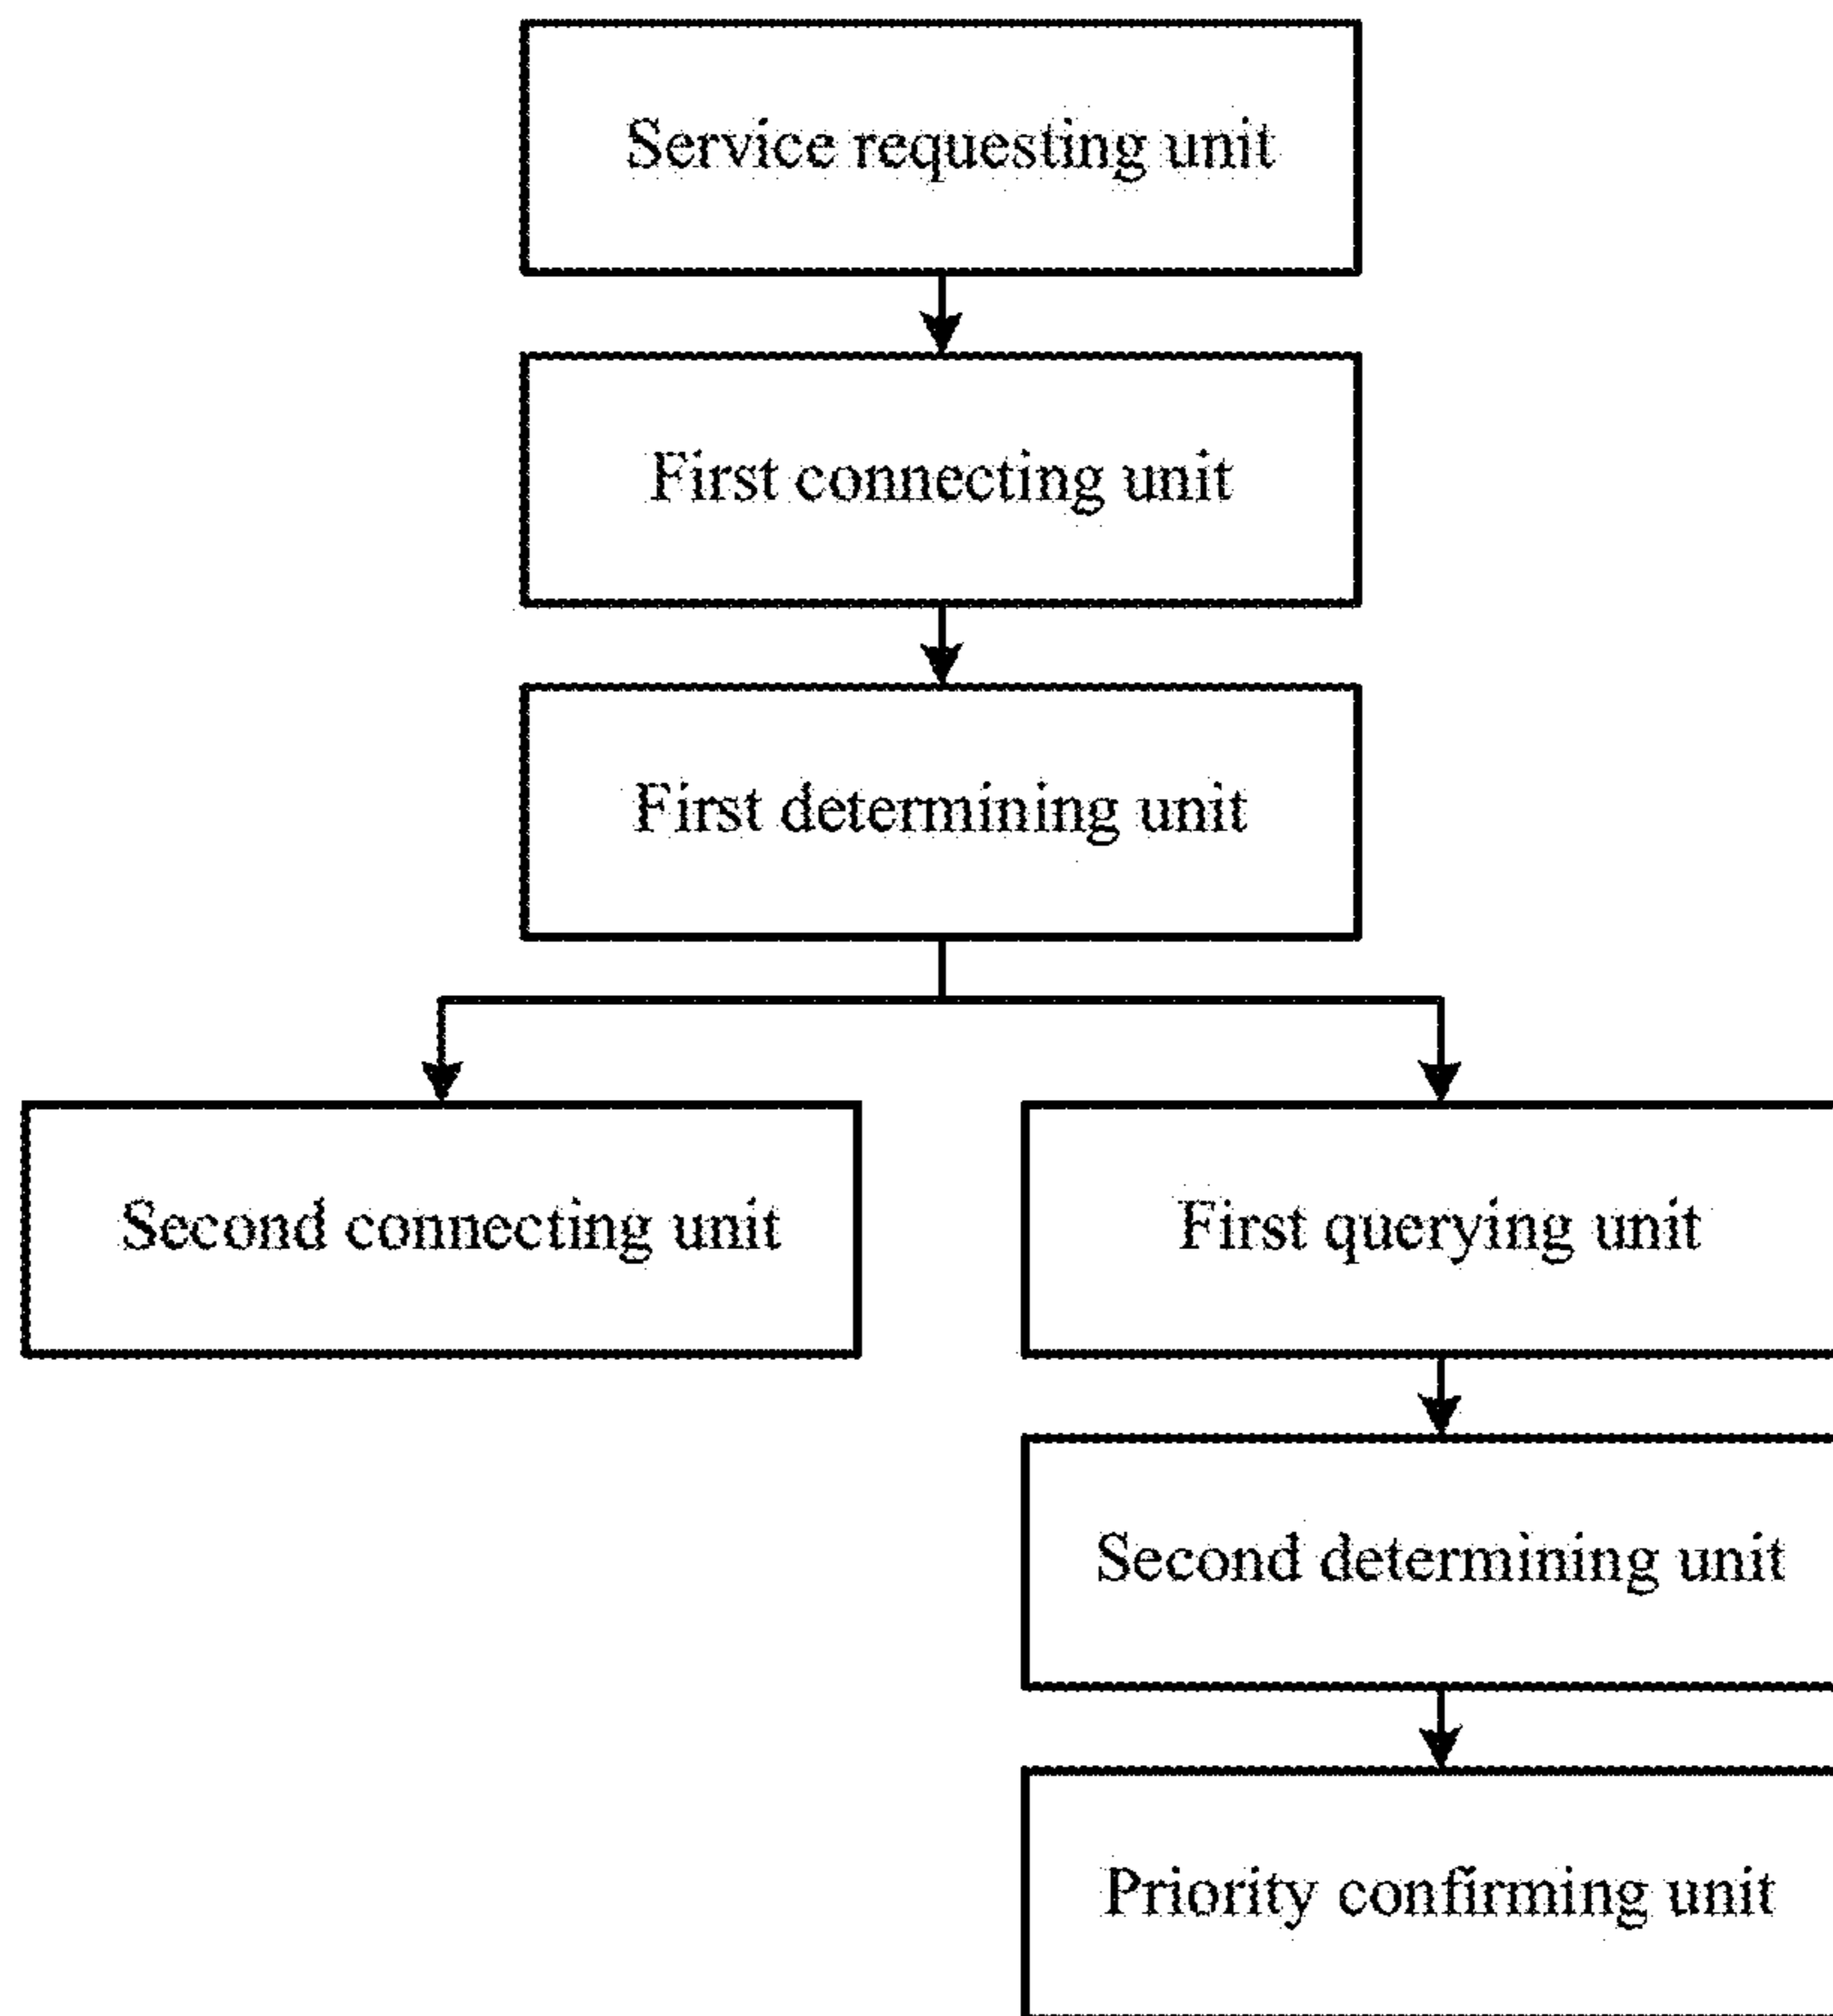 Service requesting unit
First connecting unit
First determining unit
Second connecting unit
First querying unit
Second determining unit
Priority confirming unit